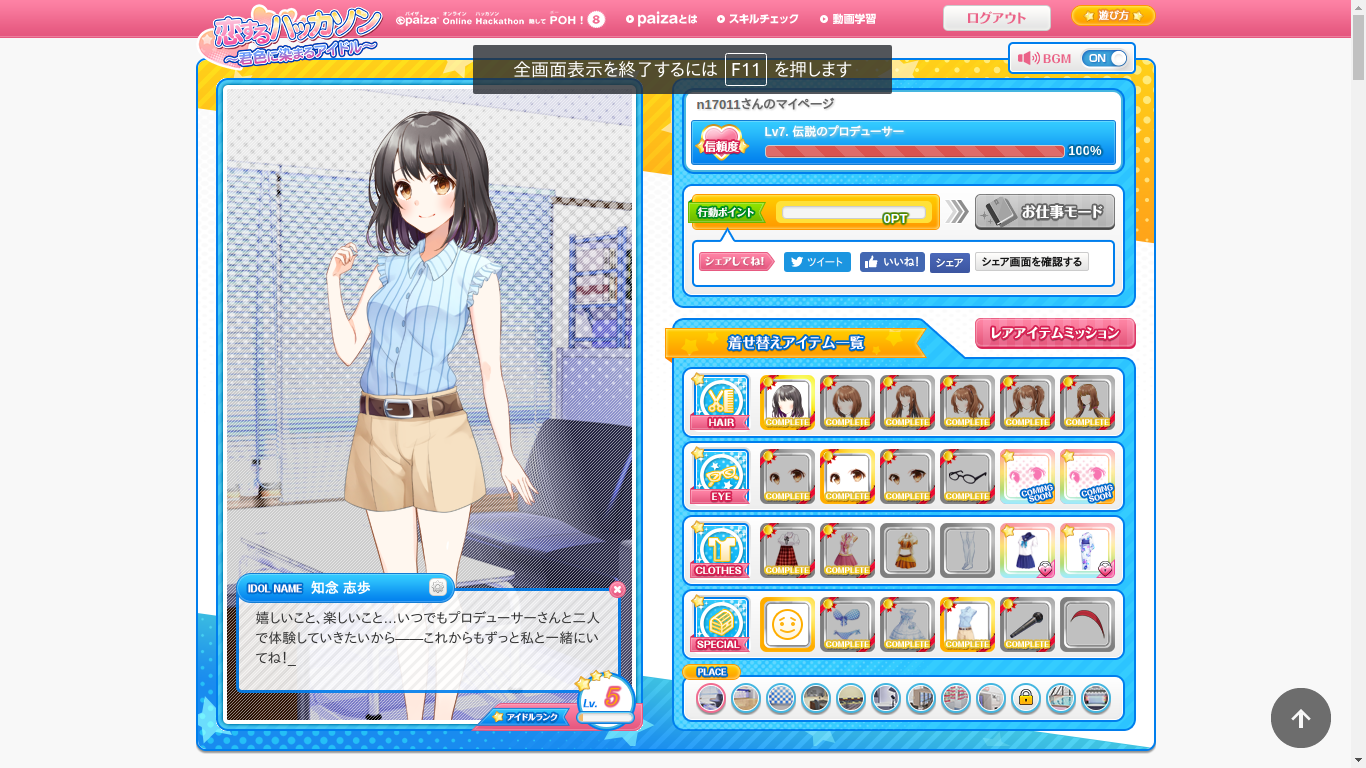 恋するハッカソン
～君色に染まるアイドル～
paiza オンライン ハッカソン Online Hackathon 略して POH! 8
paizaとは
スキルチェック
動画学習
ログアウト
遊び方
全画面表示を終了するには F11 を押します
BGM ON
n17011さんのマイページ
信頼度
Lv7. 伝説のプロデューサー
100%
行動ポイント
0PT
お仕事モード
シェアしてね!
ツイート
いいね!
シェア
シェア画面を確認する
着せ替えアイテム一覧
レアアイテムミッション
HAIR
COMPLETE COMPLETE COMPLETE COMPLETE COMPLETE COMPLETE
EYE
COMPLETE COMPLETE COMPLETE COMPLETE COMING SOON COMING SOON
CLOTHES
COMPLETE COMPLETE
SPECIAL
COMPLETE COMPLETE COMPLETE COMPLETE
PLACE
IDOL NAME 知念 志歩
嬉しいこと、楽しいこと…いつでもプロデューサーさんと二人
で体験していきたいから――これからもずっと私と一緒にい
てね!_
アイドルランク
Lv. 5